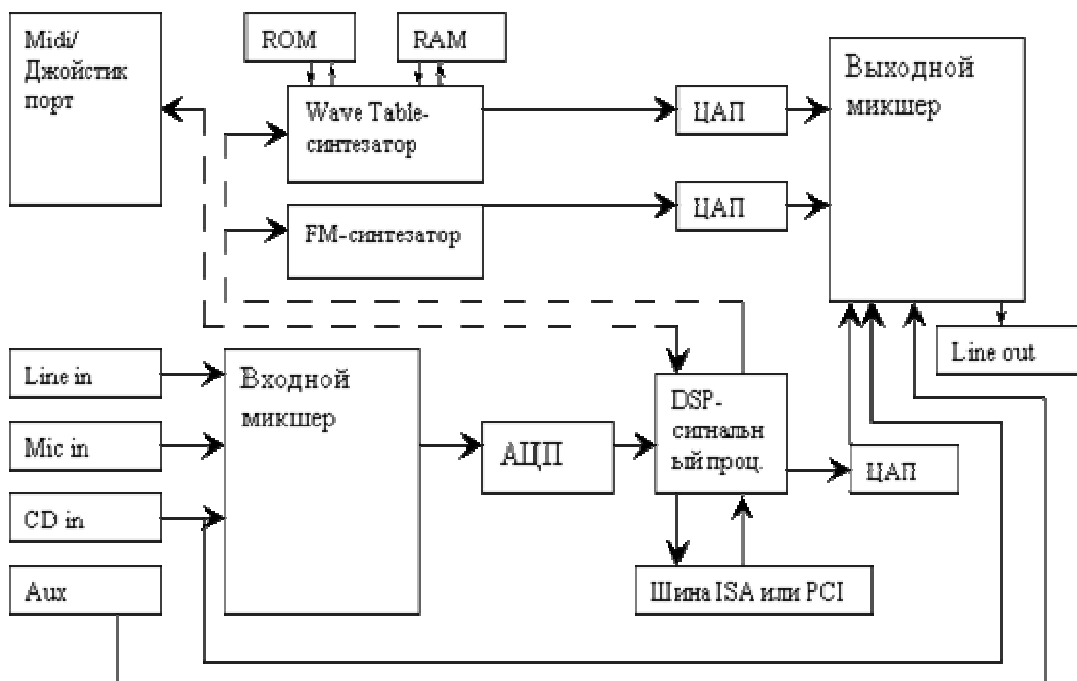 Midi/
Джойстик
порт
ROM
RAM
Wave Table-
синтезатор
ЦАП
Выходной
микшер
FM-синтезатор
ЦАП
Line out
Line in
Входной
микшер
DSP-
сигнальн
ый проц.
Mic in
АЦП
ЦАП
CD in
Aux
Шина ISA или PCI